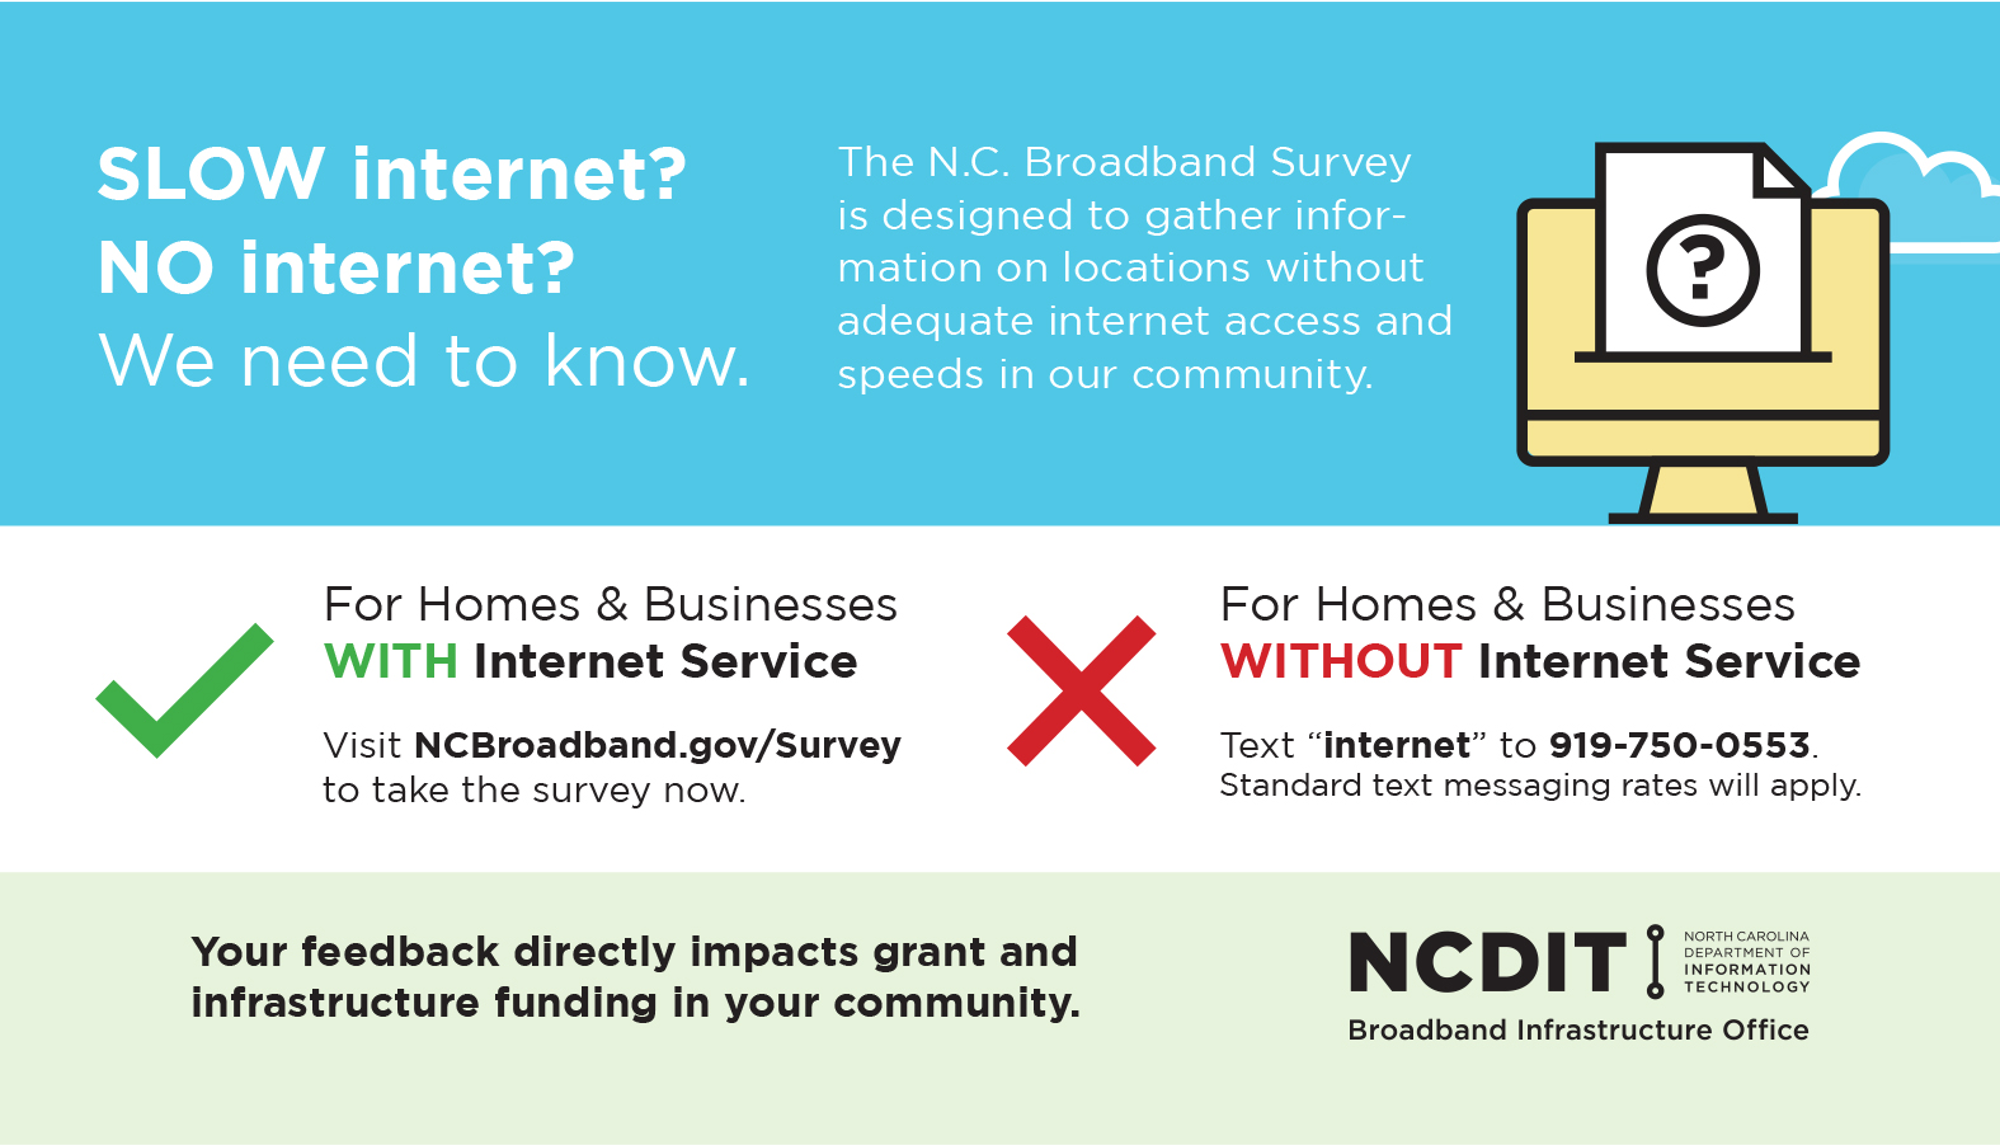 SLOW internet?
NO internet?
We need to know.
The N.C. Broadband Survey
is designed to gather infor-
mation on locations without
adequate internet access and
speeds in our community.
?
For Homes & Businesses
WITH Internet Service
Visit NCBroadband.gov/Survey
to take the survey now.
For Homes & Businesses
WITHOUT Internet Service
Text “internet” to 919-750-0553.
Standard text messaging rates will apply.
Your feedback directly impacts grant and
infrastructure funding in your community.
NCDIT
NORTH CAROLINA
DEPARTMENT OF
INFORMATION
TECHNOLOGY
Broadband Infrastructure Office